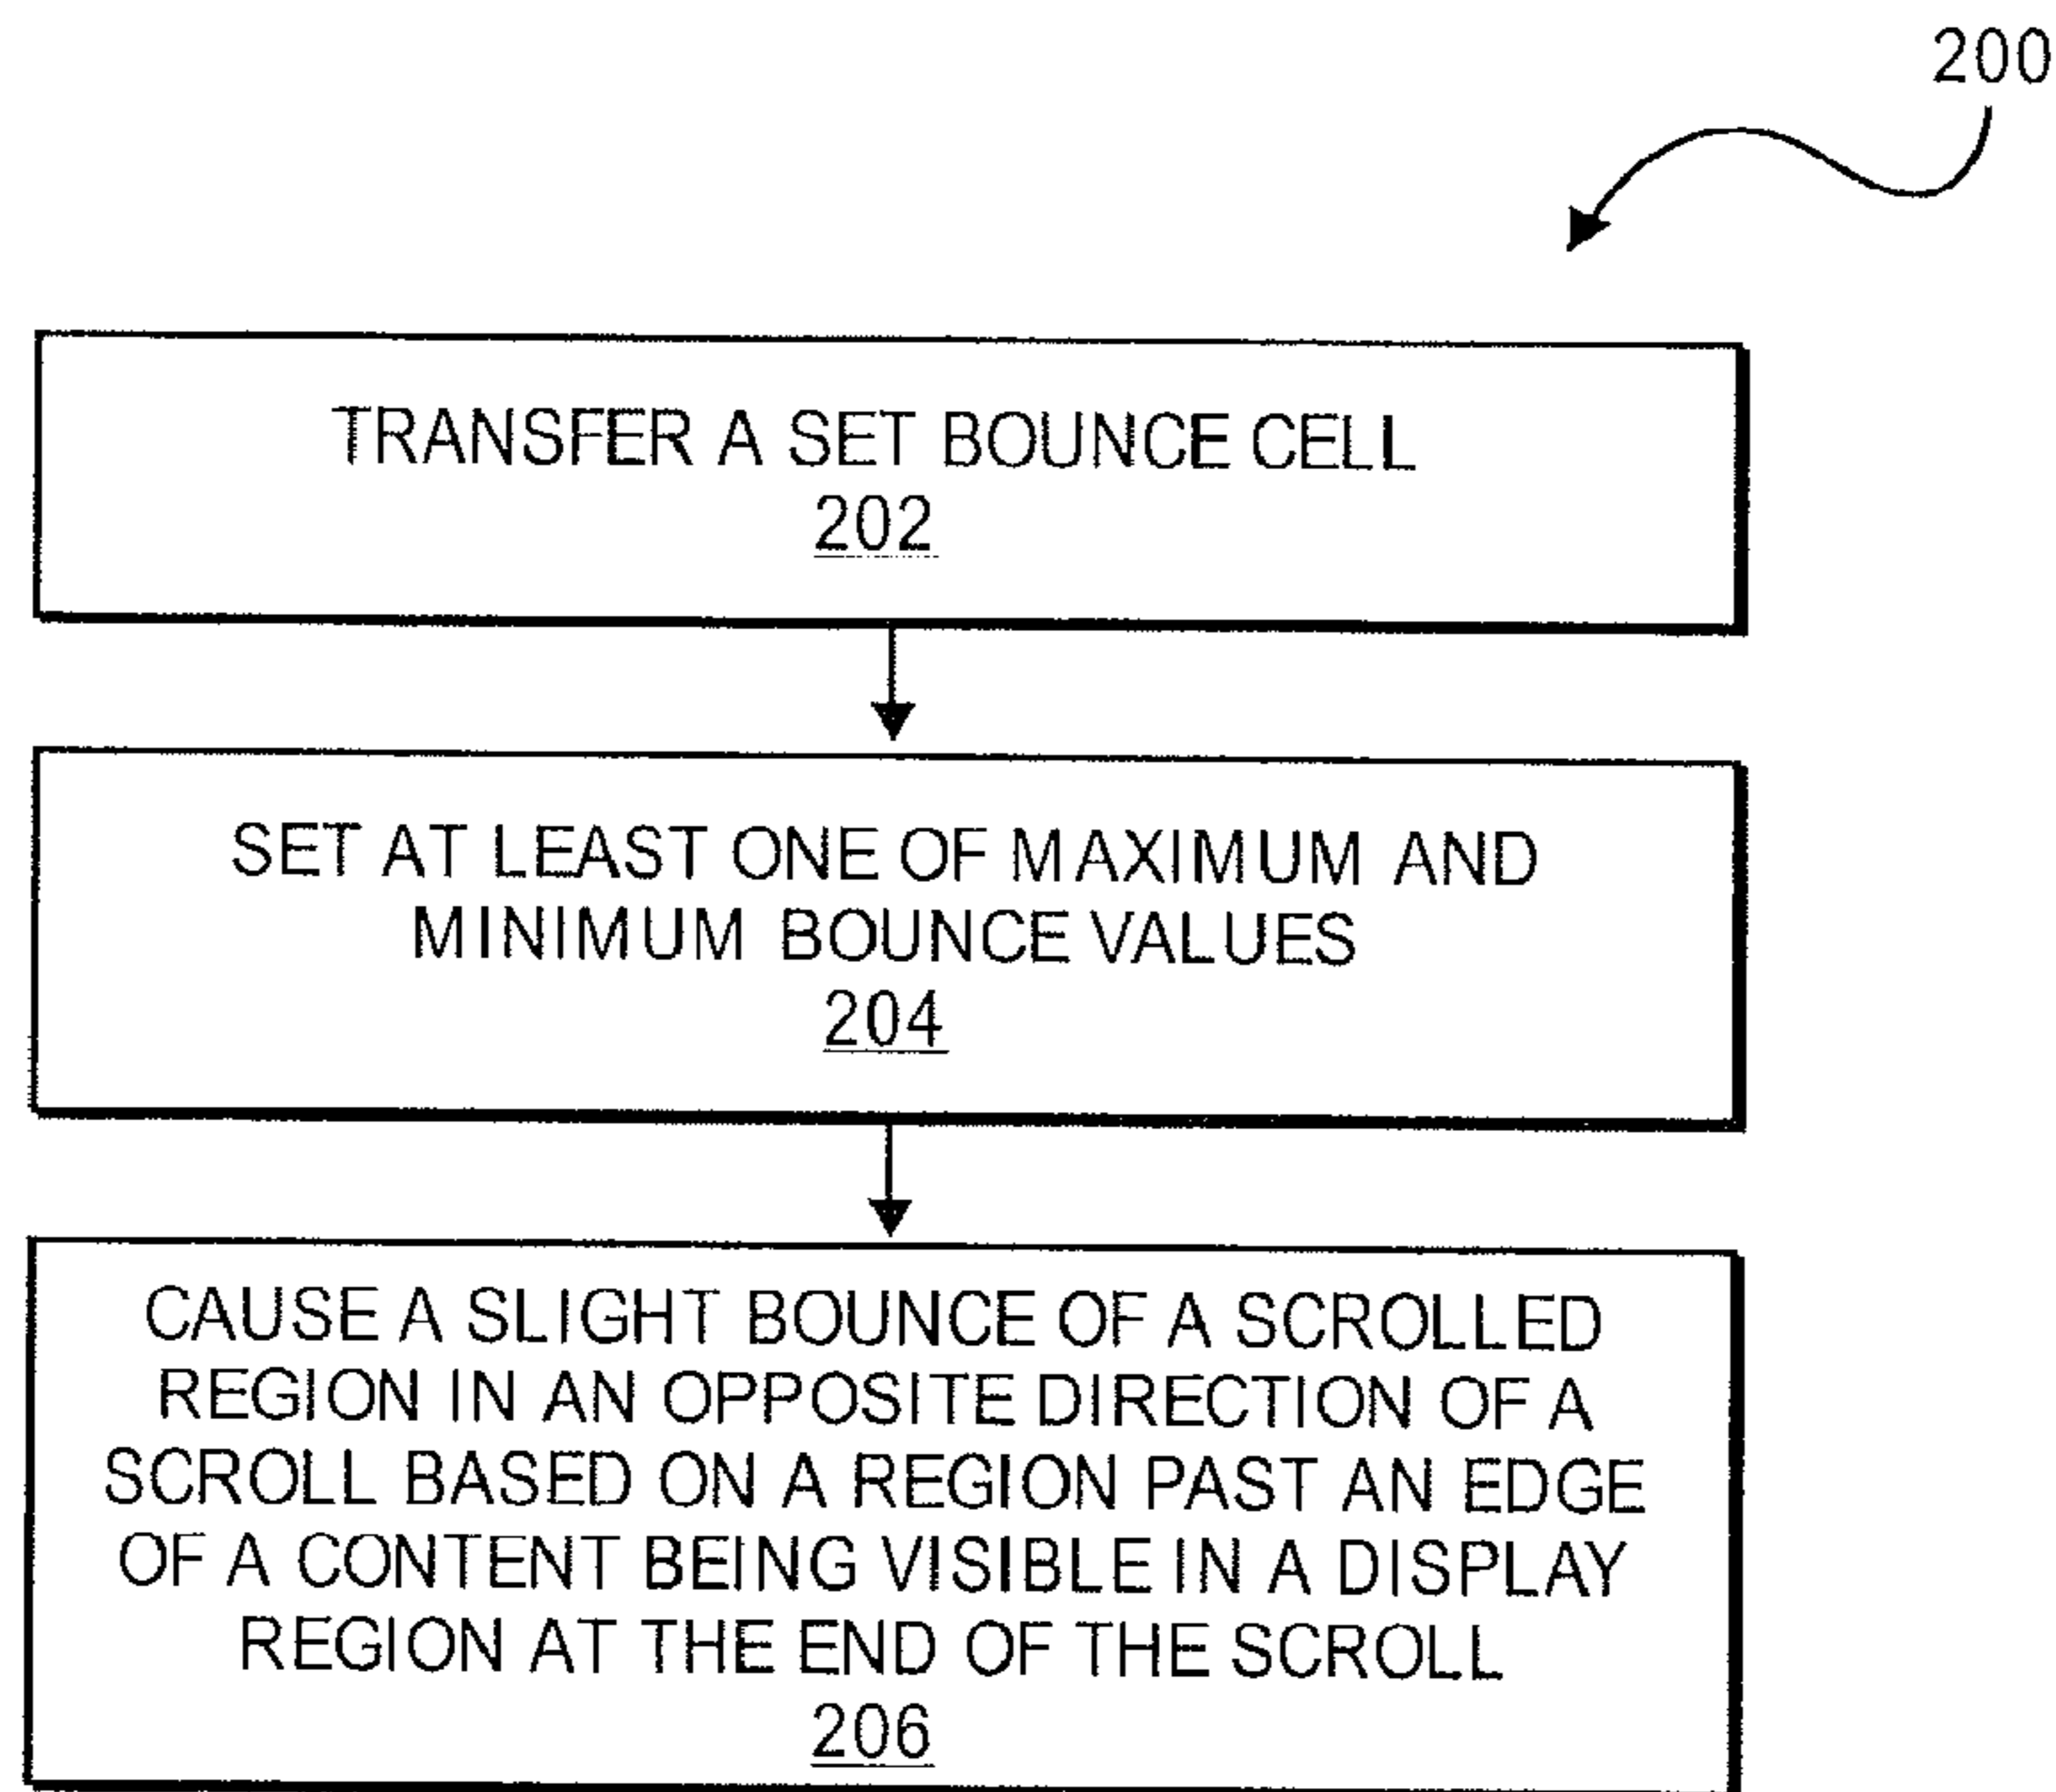 200
TRANSFER A SET BOUNCE CELL
202
SET AT LEAST ONE OF MAXIMUM AND
MINIMUM BOUNCE VALUES
204
CAUSE A SLIGHT BOUNCE OF A SCROLLED
REGION IN AN OPPOSITE DIRECTION OF A
SCROLL BASED ON A REGION PAST AN EDGE
OF A CONTENT BEING VISIBLE IN A DISPLAY
REGION AT THE END OF THE SCROLL
206